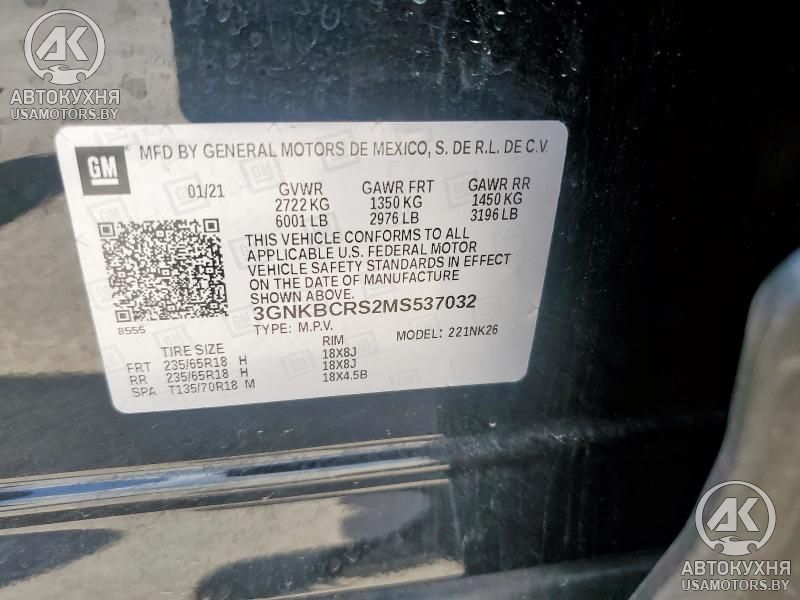 АК
АВТОКУХНЯ
USAMOTORS.BY
GM
MFD BY GENERAL MOTORS DE MEXICO, S. DE R.L. DE C.V.
01/21 GVWR GAWR FRT GAWR RR
2722 KG 1350 KG 1450 KG
6001 LB 2976 LB 3196 LB
THIS VEHICLE CONFORMS TO ALL
APPLICABLE U.S. FEDERAL MOTOR
VEHICLE SAFETY STANDARDS IN EFFECT
ON THE DATE OF MANUFACTURE
SHOWN ABOVE.
8555
3GNKBCRS2MS537032
TYPE: M.P.V. MODEL: 221NK26
TIRE SIZE RIM
FRT 235/65R18 H 18X8J
RR 235/65R18 H 18X8J
SPA T135/70R18 M 18X4.5B
АК
АВТОКУХНЯ
USAMOTORS.BY